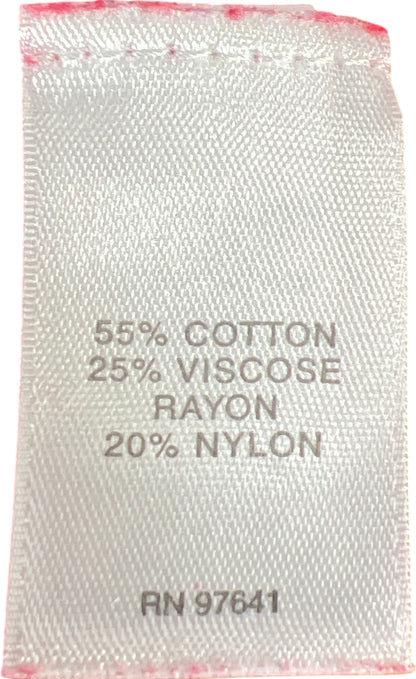 55% COTTON
25% VISCOSE
RAYON
20% NYLON
RN 97641